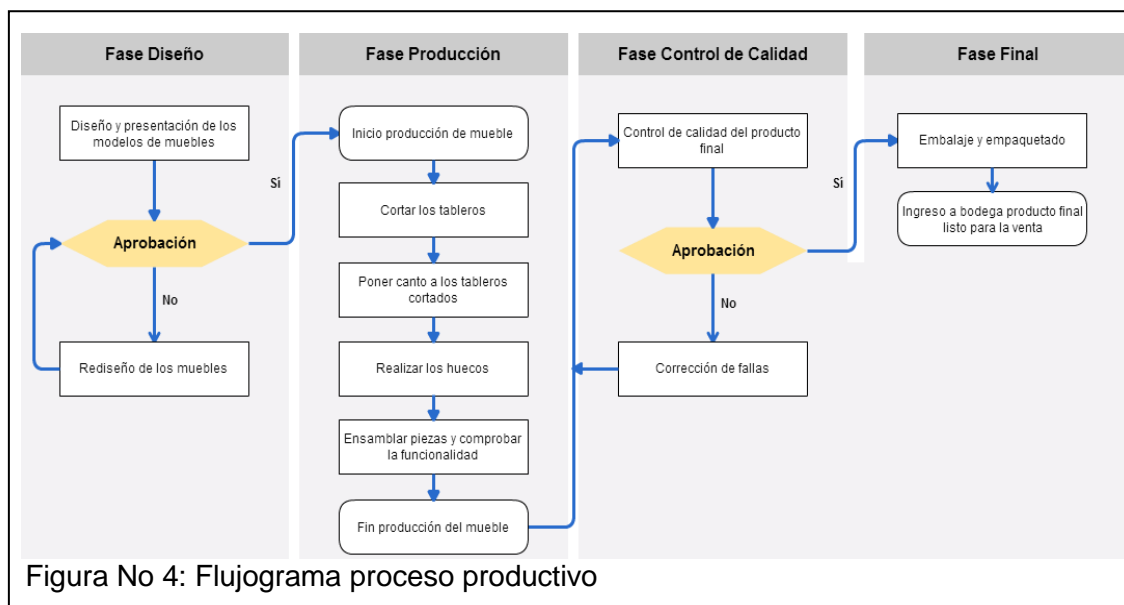 Fase Diseño
Diseño y presentación de los
modelos de muebles
Aprobación
Sí
No
Rediseño de los muebles
Fase Producción
Inicio producción de mueble
Cortar los tableros
Poner canto a los tableros
cortados
Realizar los huecos
Ensamblar piezas y comprobar
la funcionalidad
Fin producción del mueble
Fase Control de Calidad
Control de calidad del producto
final
Aprobación
Sí
No
Corrección de fallas
Fase Final
Embalaje y empaquetado
Ingreso a bodega producto final
listo para la venta
Figura No 4: Flujograma proceso productivo